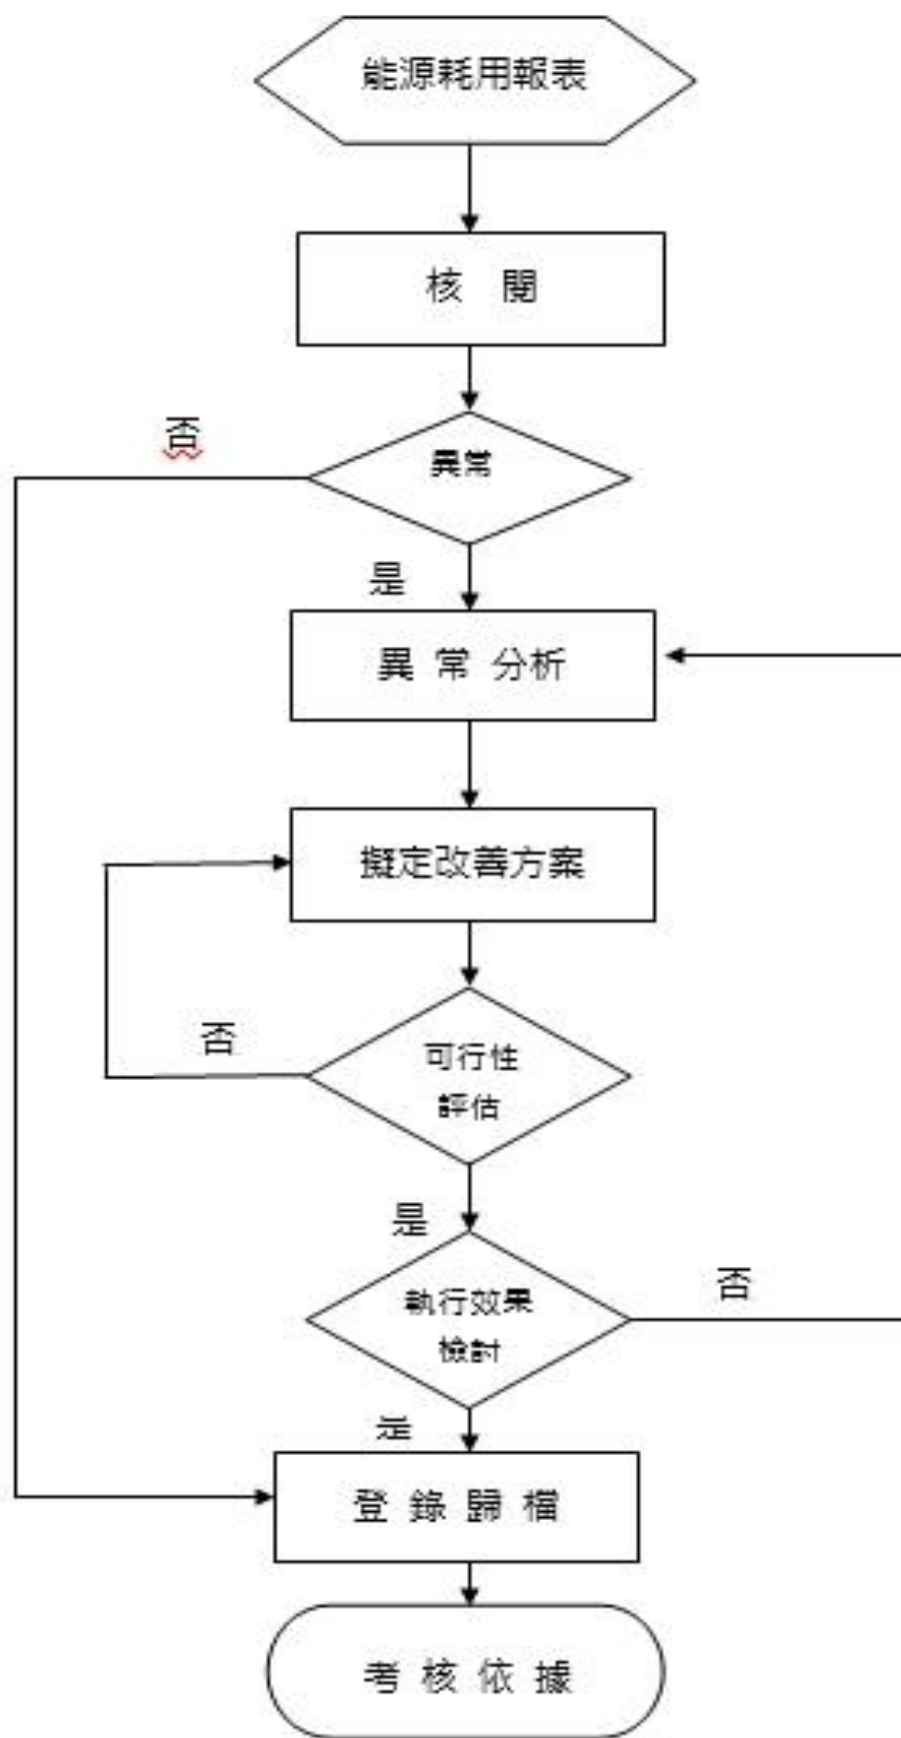 能源耗用報表
核 閱
否
異常
是
異 常 分析
擬定改善方案
否
可行性
評估
是
執行效果
檢討
否
是
登 錄 歸 檔
考 核 依 據